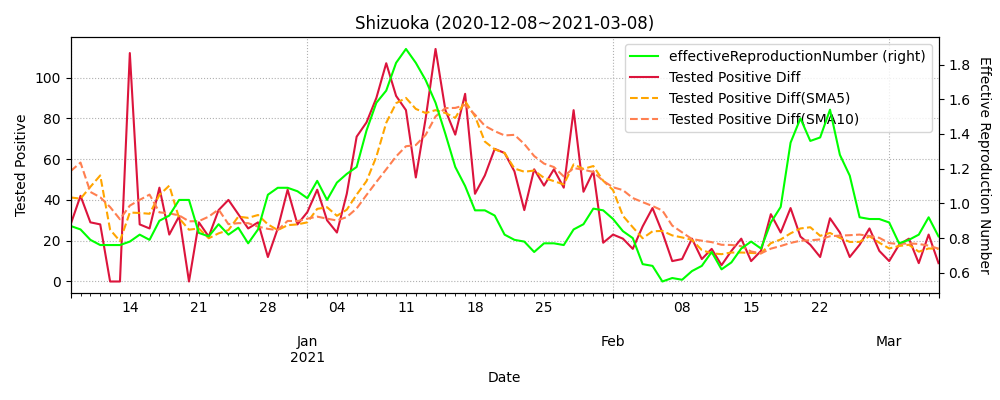 Shizuoka (2020-12-08~2021-03-08)
effectiveReproductionNumber (right)
Tested Positive Diff
Tested Positive Diff(SMA5)
Tested Positive Diff(SMA10)
Tested Positive
100
80
60
40
20
0
1.8
1.6
1.4
1.2
1.0
0.8
0.6
Effective Reproduction Number
14 21 28 04 11 18 25 08 15 22
Jan Feb Mar
2021
Date